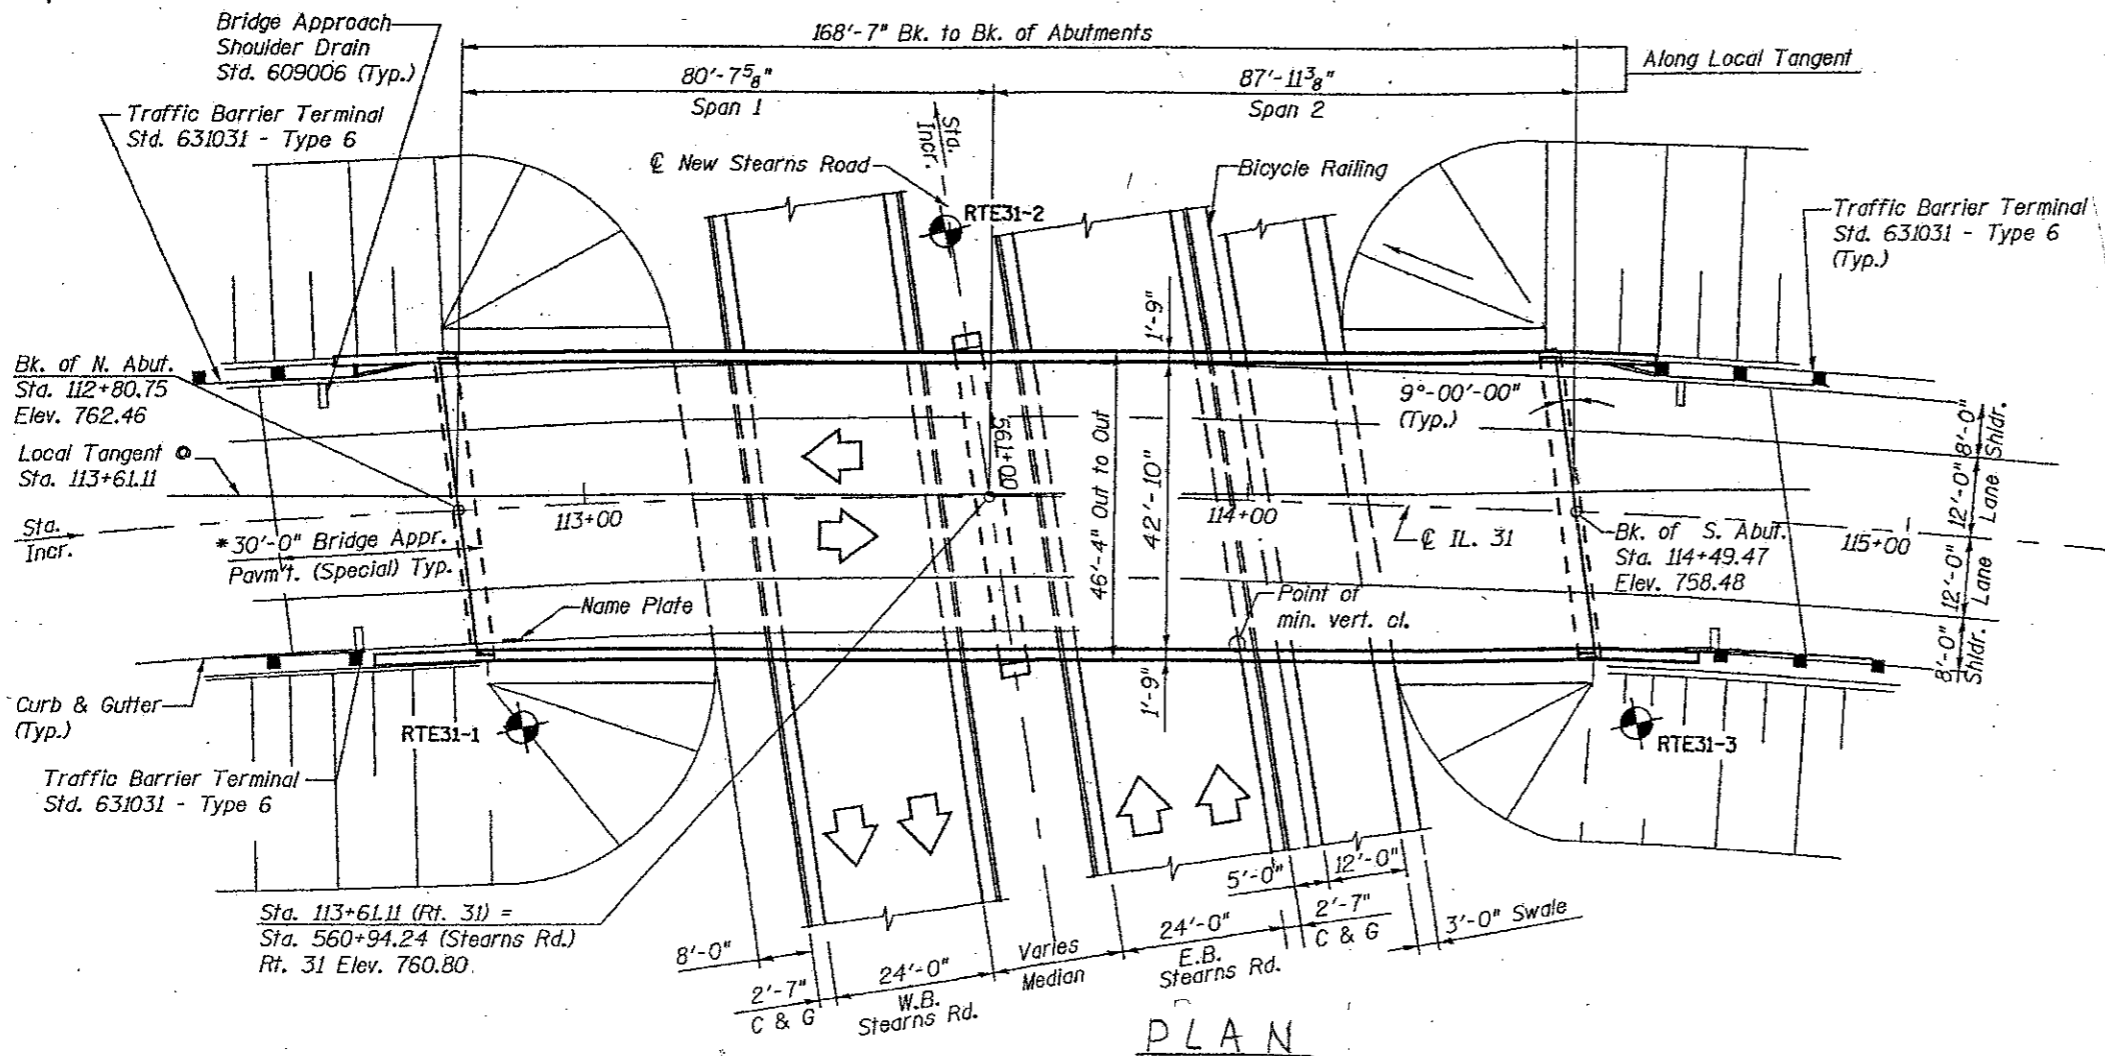 Bridge Approach
Shoulder Drain
Std. 609006 (Typ.)
168'-7" Bk. to Bk. of Abutments
Along Local Tangent
80'-7 5/8"
Span 1
87'-11 3/8"
Span 2
Traffic Barrier Terminal
Std. 631031 - Type 6
Sta.
Incr.
℄ New Stearns Road
RTE31-2
Bicycle Railing
Traffic Barrier Terminal
Std. 631031 - Type 6
(Typ.)
1'-9"
Bk. of N. Abut.
Sta. 112+80.75
Elev. 762.46
9°-00'-00"
(Typ.)
8'-0"
Shldr.
Local Tangent @
Sta. 113+61.11
561+00
46'-4" Out to Out
42'-10"
12'-0"
Lane
Sta.
Incr.
113+00
114+00
℄ IL. 31
115+00
*30'-0" Bridge Appr.
Pavm't. (Special) Typ.
Bk. of S. Abut.
Sta. 114+49.47
Elev. 758.48
12'-0"
Lane
Name Plate
Point of
min. vert. cl.
8'-0"
Shldr.
Curb & Gutter
(Typ.)
1'-9"
RTE31-1
RTE31-3
Traffic Barrier Terminal
Std. 631031 - Type 6
Sta. 113+61.11 (Rt. 31) =
Sta. 560+94.24 (Stearns Rd.)
Rt. 31 Elev. 760.80
8'-0"
2'-7"
C & G
24'-0"
W.B.
Stearns Rd.
Varies
Median
24'-0"
E.B.
Stearns Rd.
5'-0"
12'-0"
2'-7"
C & G
3'-0" Swale
PLAN